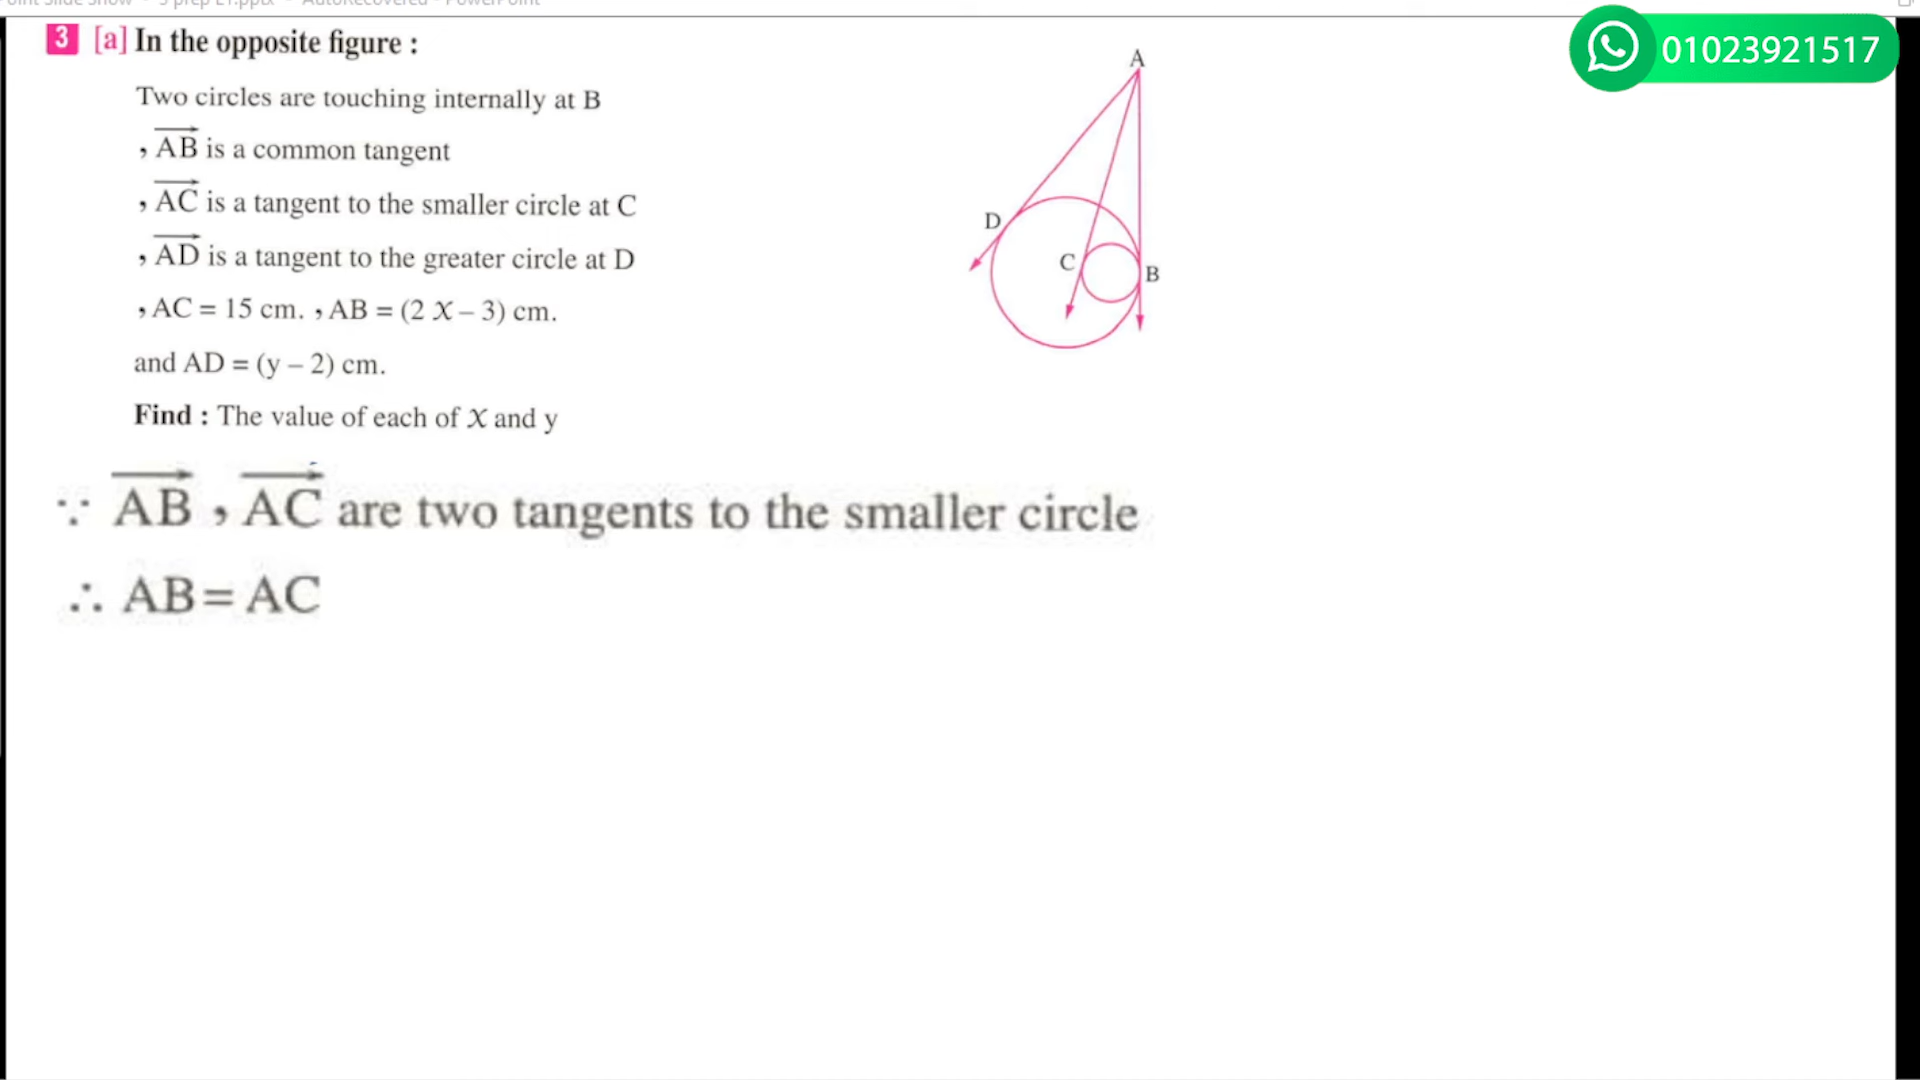 3 [a] In the opposite figure :
01023921517
Two circles are touching internally at B
, AB is a common tangent
, AC is a tangent to the smaller circle at C
, AD is a tangent to the greater circle at D
, AC = 15 cm. , AB = (2 X – 3) cm.
and AD = (y – 2) cm.
Find : The value of each of X and y
A
D
C
B
∵ AB , AC are two tangents to the smaller circle
∴ AB = AC